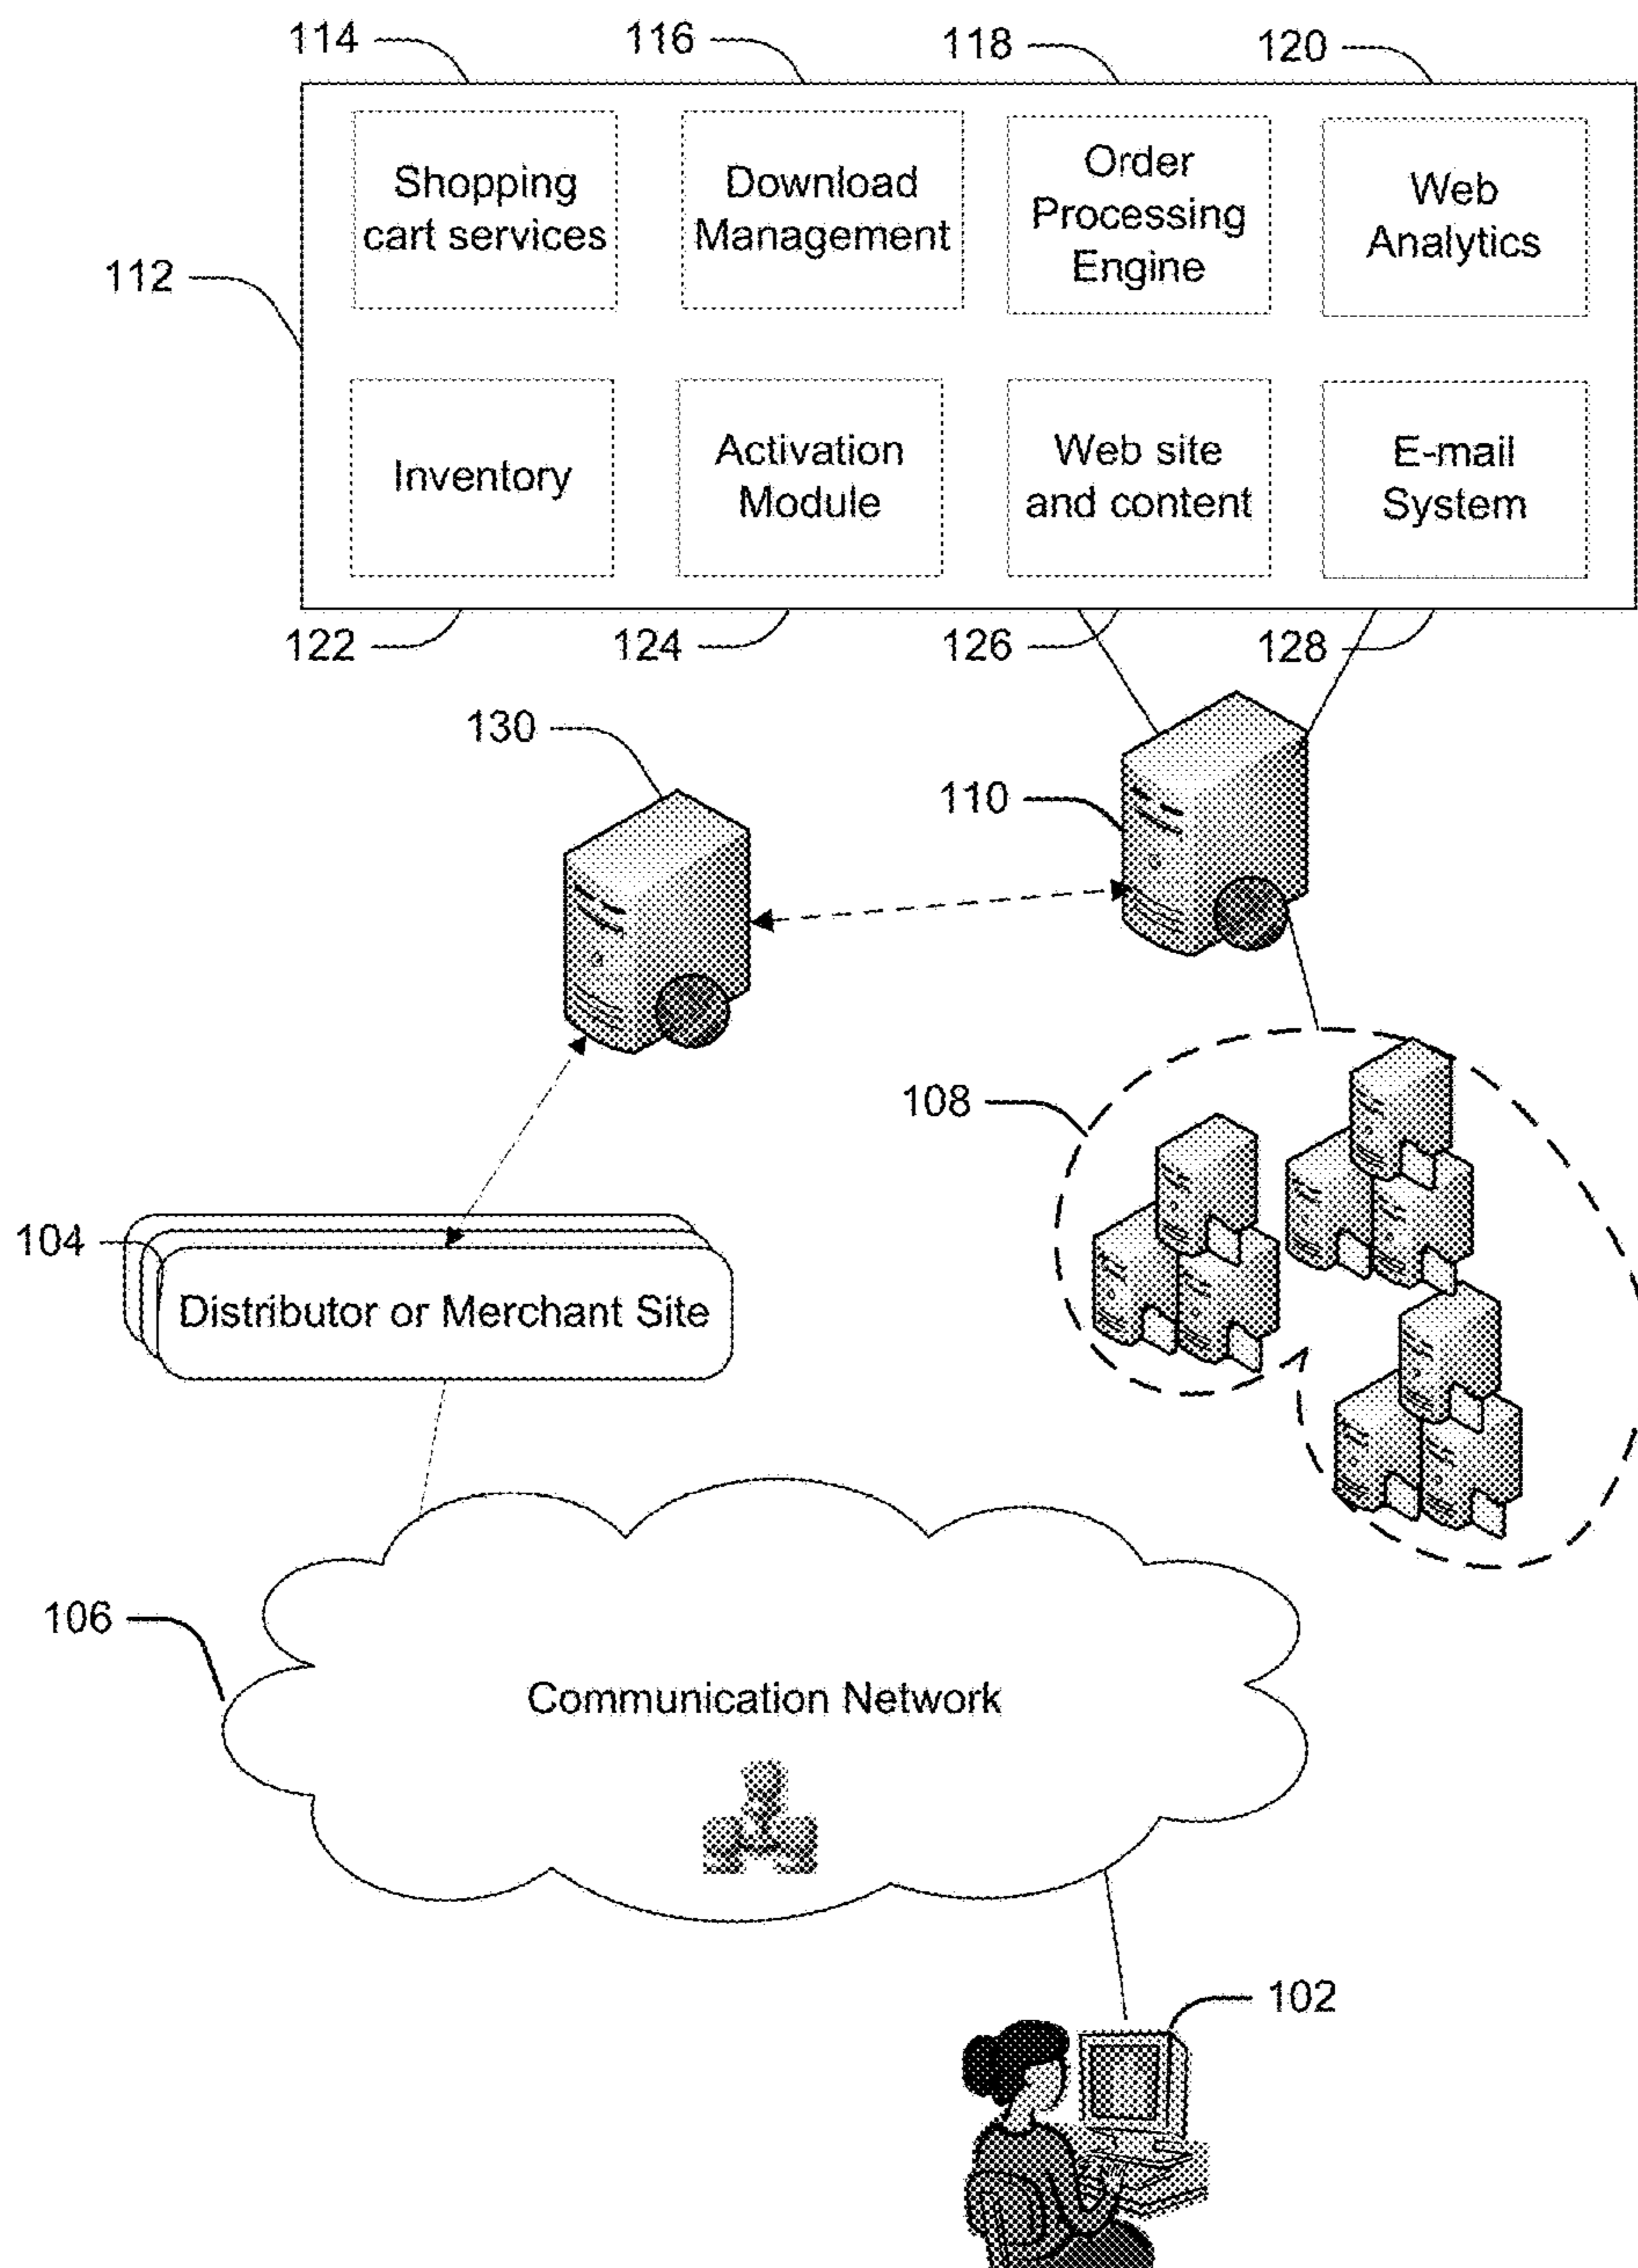 114
116
118
120
Shopping
cart services
Download
Management
Order
Processing
Engine
Web
Analytics
112
Inventory
Activation
Module
Web site
and content
E-mail
System
122
124
126
128
130
110
108
104
Distributor or Merchant Site
106
Communication Network
102